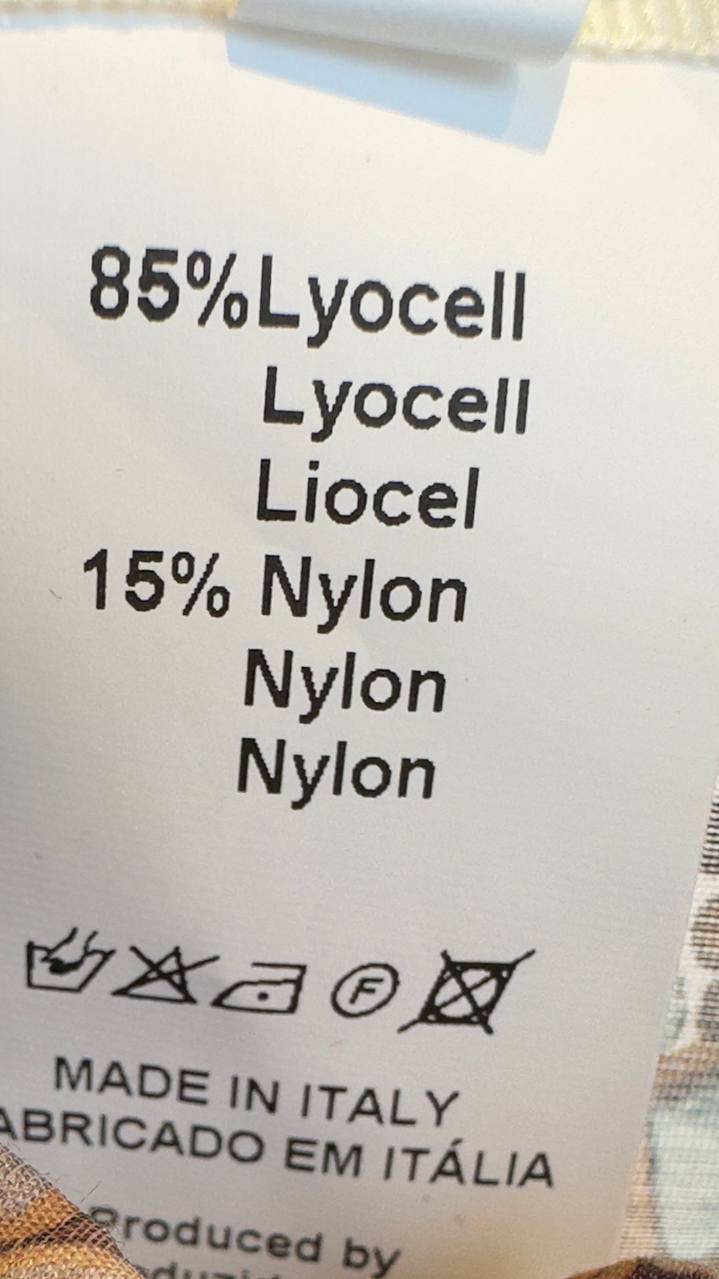 85%Lyocell
Lyocell
Liocel
15% Nylon
Nylon
Nylon
F
MADE IN ITALY
ABRICADO EM ITÁLIA
Produced by